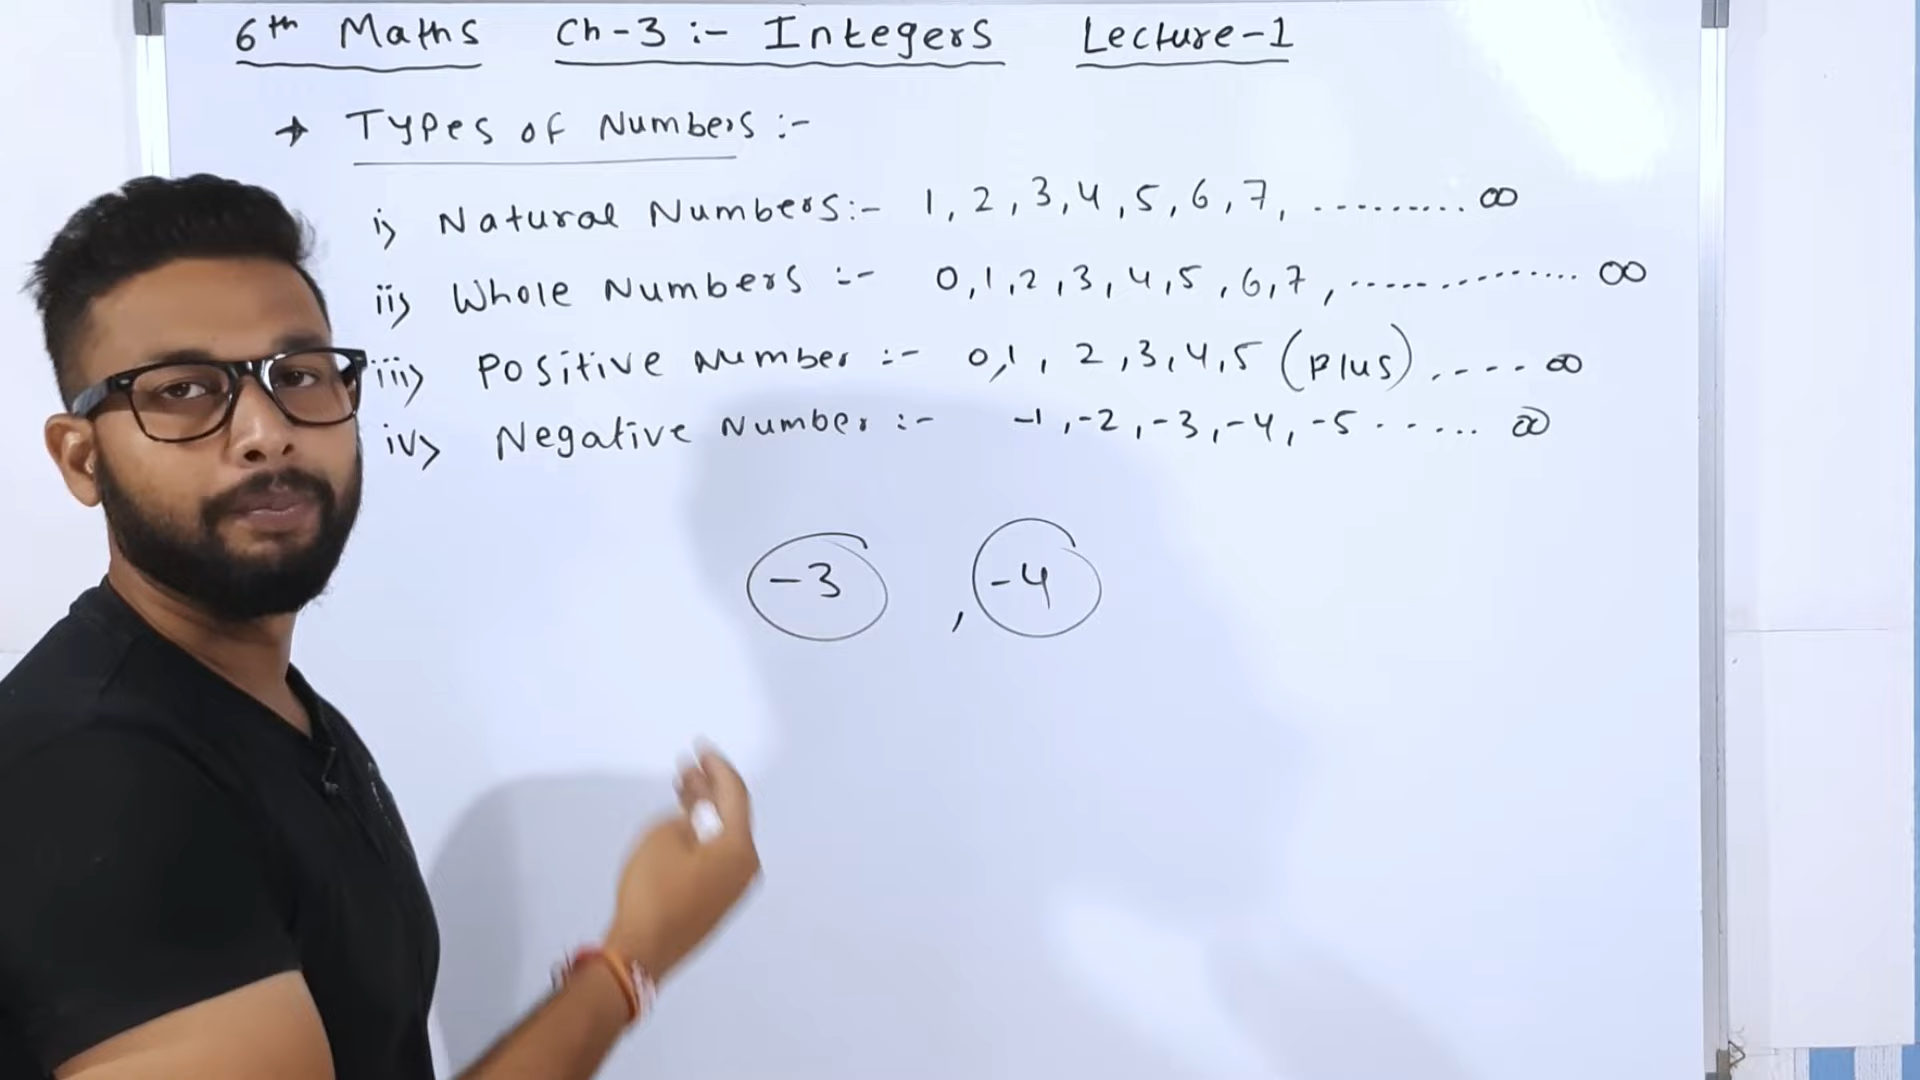 6th Maths Ch-3 :- Integers Lecture-1
→ Types of Numbers :-
i> Natural Numbers:- 1, 2, 3, 4, 5, 6, 7, .......... ∞
ii> Whole Numbers :- 0, 1, 2, 3, 4, 5, 6, 7, .............. ∞
iii> Positive Number :- 0, 1, 2, 3, 4, 5 (Plus) .... ∞
iv> Negative Number :- -1, -2, -3, -4, -5 ...... ∞
-3 , -4